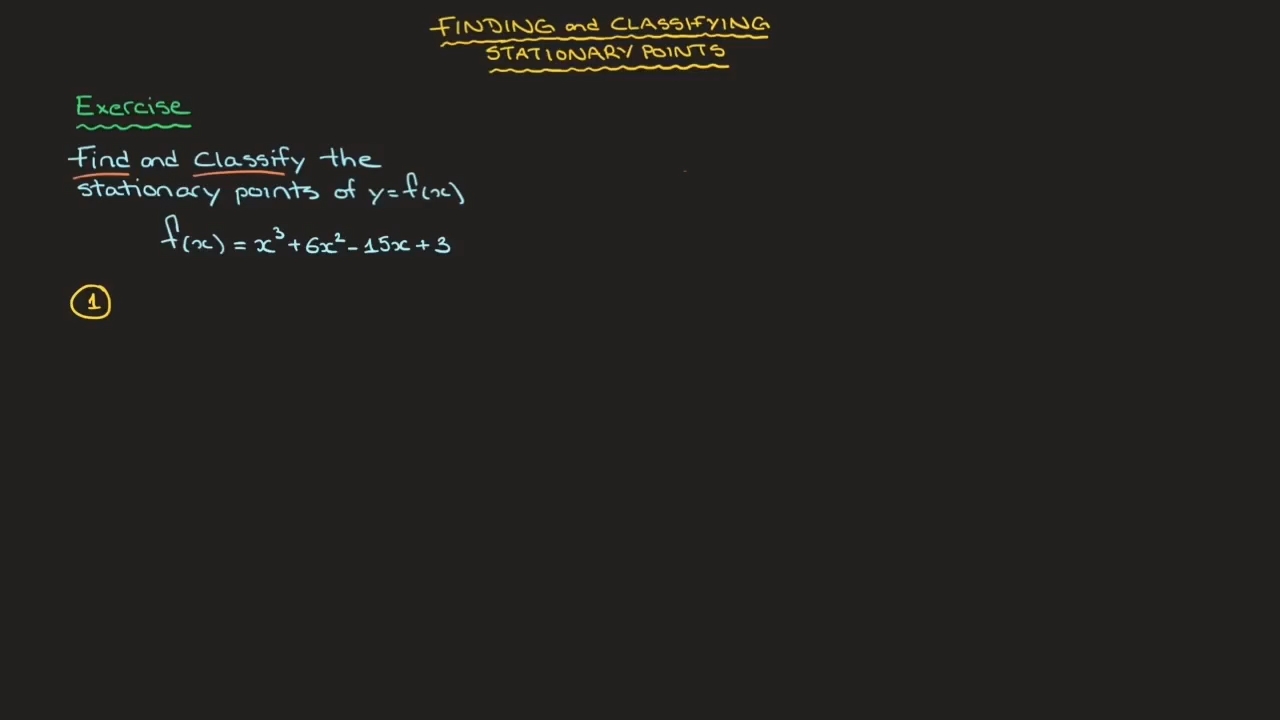 FINDING and CLASSIFYING
STATIONARY POINTS
Exercise
Find and Classify the
stationary points of y=f(x)
f(x) = x³ + 6x² - 15x + 3
1